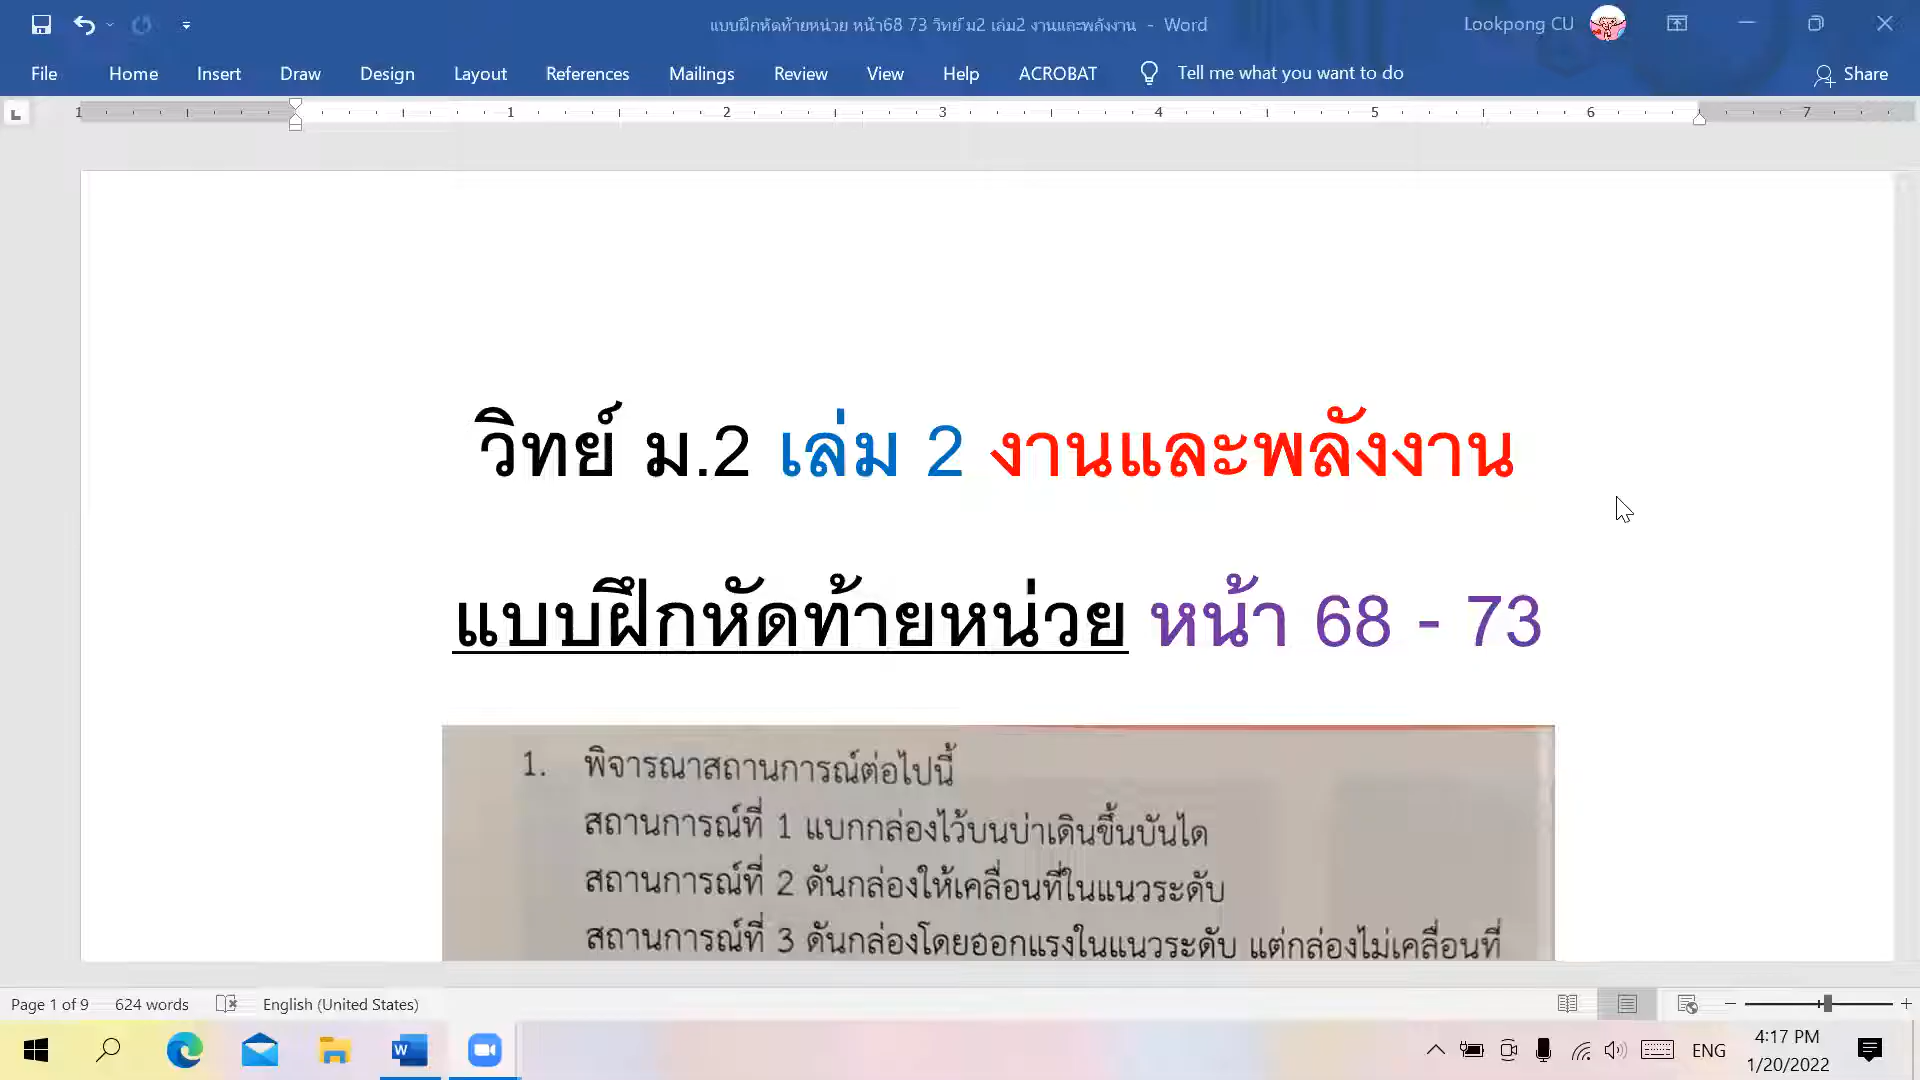 แบบฝึกหัดท้ายหน่วย หน้า68 73 วิทย์ ม2 เล่ม2 งานและพลังงาน - Word
Lookpong CU
File Home Insert Draw Design Layout References Mailings Review View Help ACROBAT Tell me what you want to do Share
1 1 2 3 4 5 6 7
วิทย์ ม.2 เล่ม 2 งานและพลังงาน
แบบฝึกหัดท้ายหน่วย หน้า 68 - 73
1. พิจารณาสถานการณ์ต่อไปนี้
สถานการณ์ที่ 1 แบกกล่องไว้บนบ่าเดินขึ้นบันได
สถานการณ์ที่ 2 ดันกล่องให้เคลื่อนที่ในแนวระดับ
สถานการณ์ที่ 3 ดันกล่องโดยออกแรงในแนวระดับ แต่กล่องไม่เคลื่อนที่
Page 1 of 9 624 words English (United States)
ENG
4:17 PM
1/20/2022